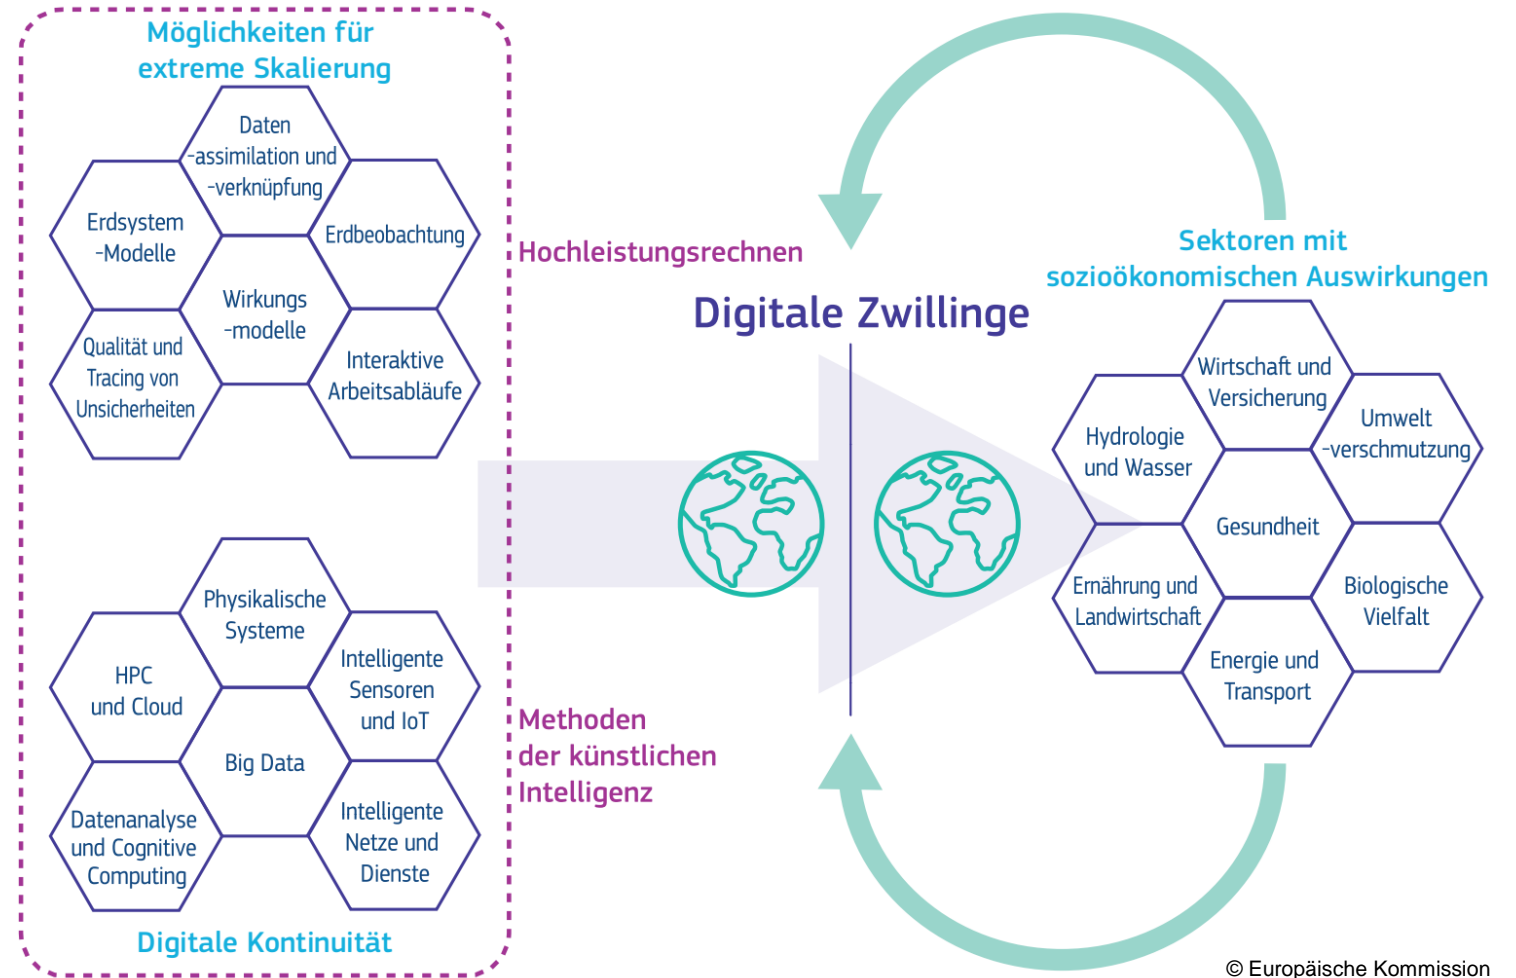 Möglichkeiten für
extreme Skalierung
Daten
-assimilation und
-verknüpfung
Erdsystem
-Modelle
Erdbeobachtung
Wirkungs
-modelle
Qualität und
Tracing von
Unsicherheiten
Interaktive
Arbeitsabläufe
Physikalische
Systeme
HPC
und Cloud
Intelligente
Sensoren
und IoT
Big Data
Datenanalyse
und Cognitive
Computing
Intelligente
Netze und
Dienste
Digitale Kontinuität
Hochleistungsrechnen
Digitale Zwillinge
Methoden
der künstlichen
Intelligenz
Sektoren mit
sozioökonomischen Auswirkungen
Wirtschaft und
Versicherung
Hydrologie
und Wasser
Umwelt
-verschmutzung
Gesundheit
Ernährung und
Landwirtschaft
Biologische
Vielfalt
Energie und
Transport
© Europäische Kommission